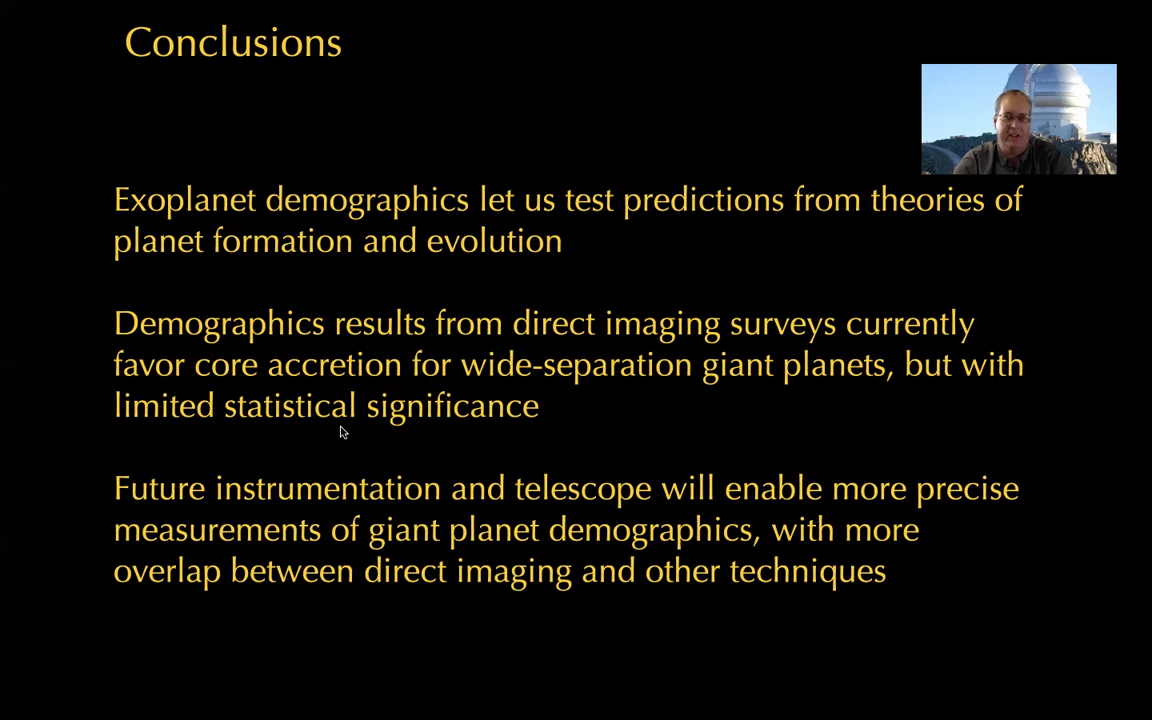 Conclusions
Exoplanet demographics let us test predictions from theories of
planet formation and evolution
Demographics results from direct imaging surveys currently
favor core accretion for wide-separation giant planets, but with
limited statistical significance
Future instrumentation and telescope will enable more precise
measurements of giant planet demographics, with more
overlap between direct imaging and other techniques